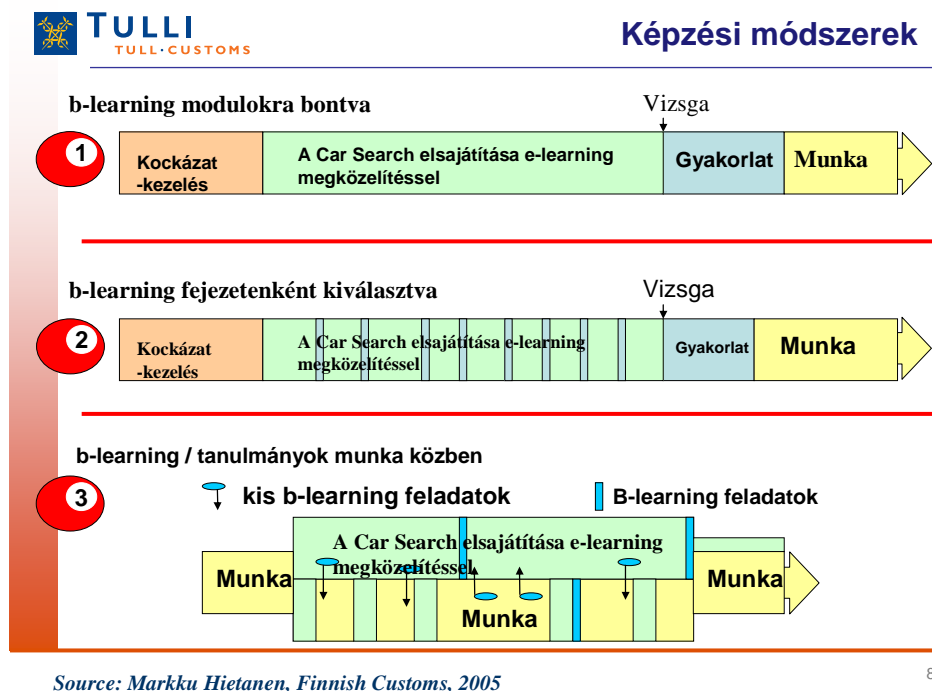 TULLI
TULL·CUSTOMS
Képzési módszerek
b-learning modulokra bontva
Vizsga
1
Kockázat
-kezelés
A Car Search elsajátítása e-learning
megközelítéssel
Gyakorlat
Munka
b-learning fejezetenként kiválasztva
Vizsga
2
Kockázat
-kezelés
A Car Search elsajátítása e-learning
megközelítéssel
Gyakorlat
Munka
b-learning / tanulmányok munka közben
3
kis b-learning feladatok
B-learning feladatok
A Car Search elsajátítása e-learning
megközelítéssel
Munka
Munka
Munka
Source: Markku Hietanen, Finnish Customs, 2005
8